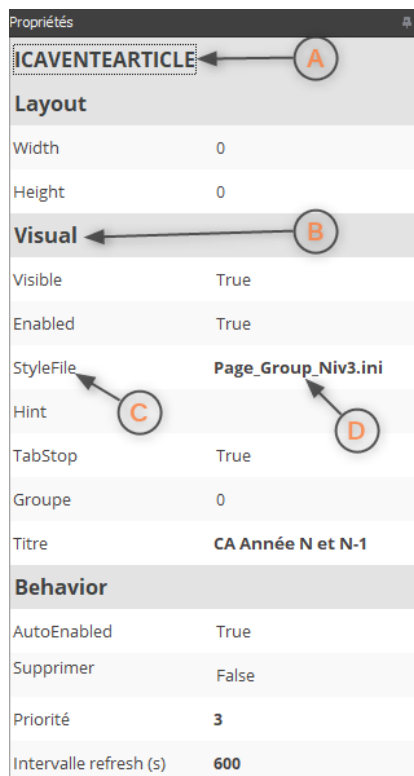 Propriétés
ICAVENTEARTICLE A
Layout
Width 0
Height 0
Visual B
Visible True
Enabled True
StyleFile Page_Group_Niv3.ini
Hint C D
TabStop True
Groupe 0
Titre CA Année N et N-1
Behavior
AutoEnabled True
Supprimer False
Priorité 3
Intervalle refresh (s) 600